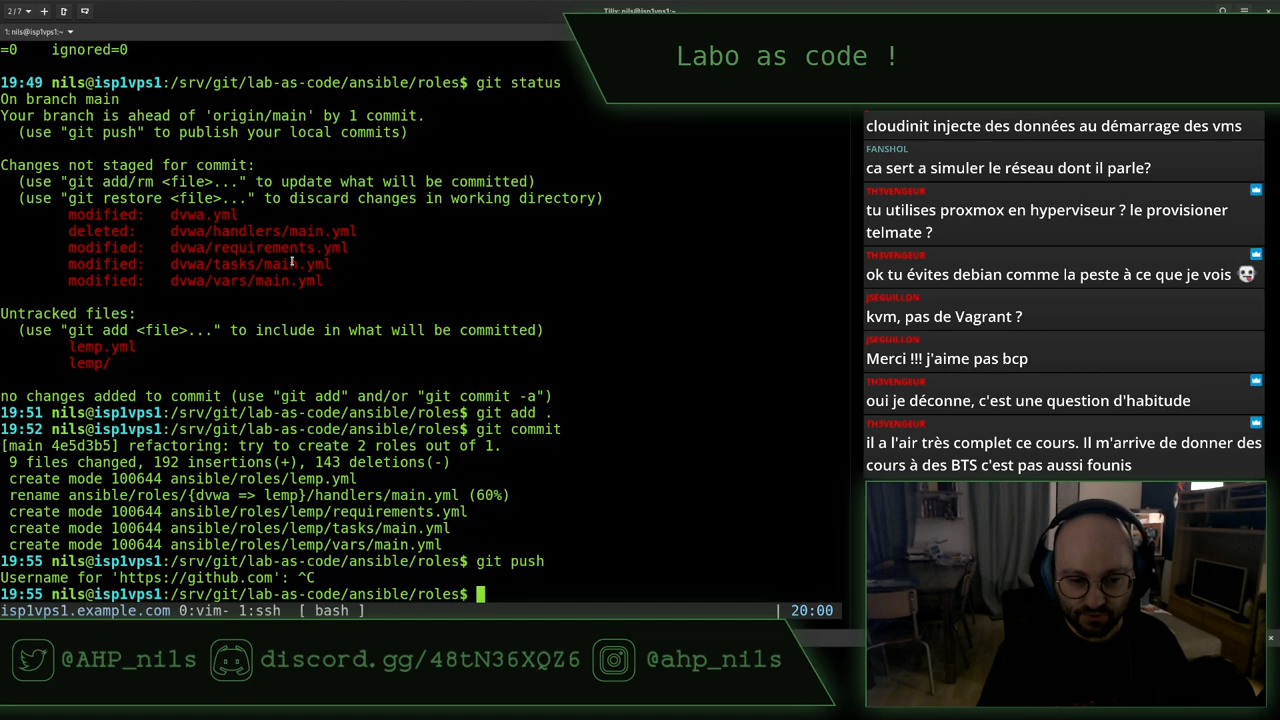 2/7
Tilix: nils@isp1vps1:~
1: nils@isp1vps1:~
=0    ignored=0
19:49 nils@isp1vps1:/srv/git/lab-as-code/ansible/roles$ git status
On branch main
Your branch is ahead of 'origin/main' by 1 commit.
  (use "git push" to publish your local commits)
Changes not staged for commit:
  (use "git add/rm <file>..." to update what will be committed)
  (use "git restore <file>..." to discard changes in working directory)
        modified:   dvwa.yml
        deleted:    dvwa/handlers/main.yml
        modified:   dvwa/requirements.yml
        modified:   dvwa/tasks/main.yml
        modified:   dvwa/vars/main.yml
Untracked files:
  (use "git add <file>..." to include in what will be committed)
        lemp.yml
        lemp/
no changes added to commit (use "git add" and/or "git commit -a")
19:51 nils@isp1vps1:/srv/git/lab-as-code/ansible/roles$ git add .
19:52 nils@isp1vps1:/srv/git/lab-as-code/ansible/roles$ git commit
[main 4e5d3b5] refactoring: try to create 2 roles out of 1.
 9 files changed, 192 insertions(+), 143 deletions(-)
 create mode 100644 ansible/roles/lemp.yml
 rename ansible/roles/{dvwa => lemp}/handlers/main.yml (60%)
 create mode 100644 ansible/roles/lemp/requirements.yml
 create mode 100644 ansible/roles/lemp/tasks/main.yml
 create mode 100644 ansible/roles/lemp/vars/main.yml
19:55 nils@isp1vps1:/srv/git/lab-as-code/ansible/roles$ git push
Username for 'https://github.com': ^C
19:55 nils@isp1vps1:/srv/git/lab-as-code/ansible/roles$
isp1vps1.example.com 0:vim- 1:ssh  [ bash ] | 20:00
Labo as code !
cloudinit injecte des données au démarrage des vms
FANSHOL
ca sert a simuler le réseau dont il parle?
TH3VENGEUR
tu utilises proxmox en hyperviseur ? le provisioner
telmate ?
TH3VENGEUR
ok tu évites debian comme la peste à ce que je vois
JSEGUILLON
kvm, pas de Vagrant ?
JSEGUILLON
Merci !!! j'aime pas bcp
TH3VENGEUR
oui je déconne, c'est une question d'habitude
TH3VENGEUR
il a l'air très complet ce cours. Il m'arrive de donner des
cours à des BTS c'est pas aussi founis
@AHP_nils discord.gg/48tN36XQZ6 @ahp_nils